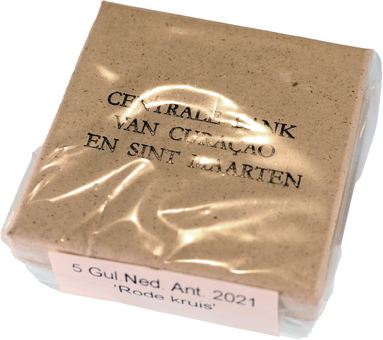 CENTRALE BANK
VAN CURAÇAO
EN SINT MAARTEN
5 Gul.Ned. Ant. 2021
'Rode kruis'